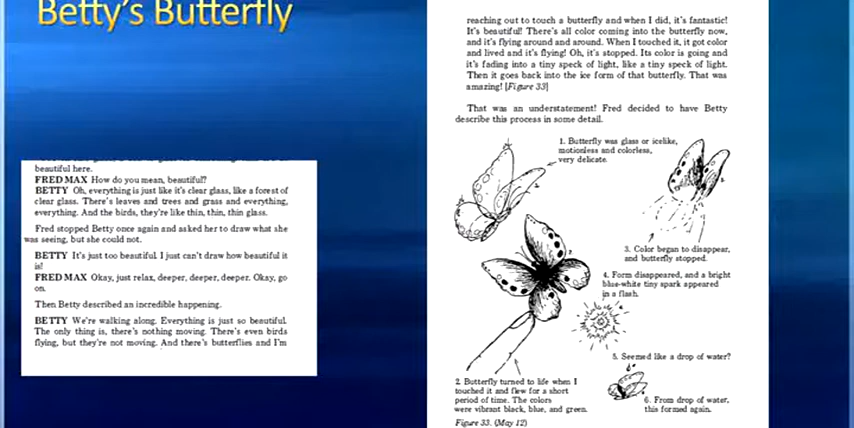 Betty's Butterfly
beautiful here.
FRED MAX How do you mean, beautiful?
BETTY Oh, everything is just like it's clear glass, like a forest of
clear glass. There's leaves and trees and grass and everything,
everything. And the birds, they're like thin, thin, thin glass.
Fred stopped Betty once again and asked her to draw what she
was seeing, but she could not.
BETTY It's just too beautiful. I just can't draw how beautiful it
is!
FRED MAX Okay, just relax, deeper, deeper, deeper. Okay, go
on.
Then Betty described an incredible happening.
BETTY We're walking along. Everything is just so beautiful.
The only thing is, there's nothing moving. There's even birds
flying, but they're not moving. And there's butterflies and I'm
reaching out to touch a butterfly and when I did, it's fantastic!
It's beautiful! There's all color coming into the butterfly now,
and it's flying around and around. When I touched it, it got color
and lived and it's flying! Oh, it's stopped. Its color is going and
it's fading into a tiny speck of light, like a tiny speck of light.
Then it goes back into the ice form of that butterfly. That was
amazing! [Figure 33]
That was an understatement! Fred decided to have Betty
describe this process in some detail.
1. Butterfly was glass or icelike,
motionless and colorless,
very delicate.
3. Color began to disappear,
and butterfly stopped.
4. Form disappeared, and a bright
blue-white tiny spark appeared
in a flash.
5. Seemed like a drop of water?
2. Butterfly turned to life when I
touched it and flew for a short
period of time. The colors
were vibrant black, blue, and green.
6. From drop of water,
this formed again.
Figure 33. (May 12)